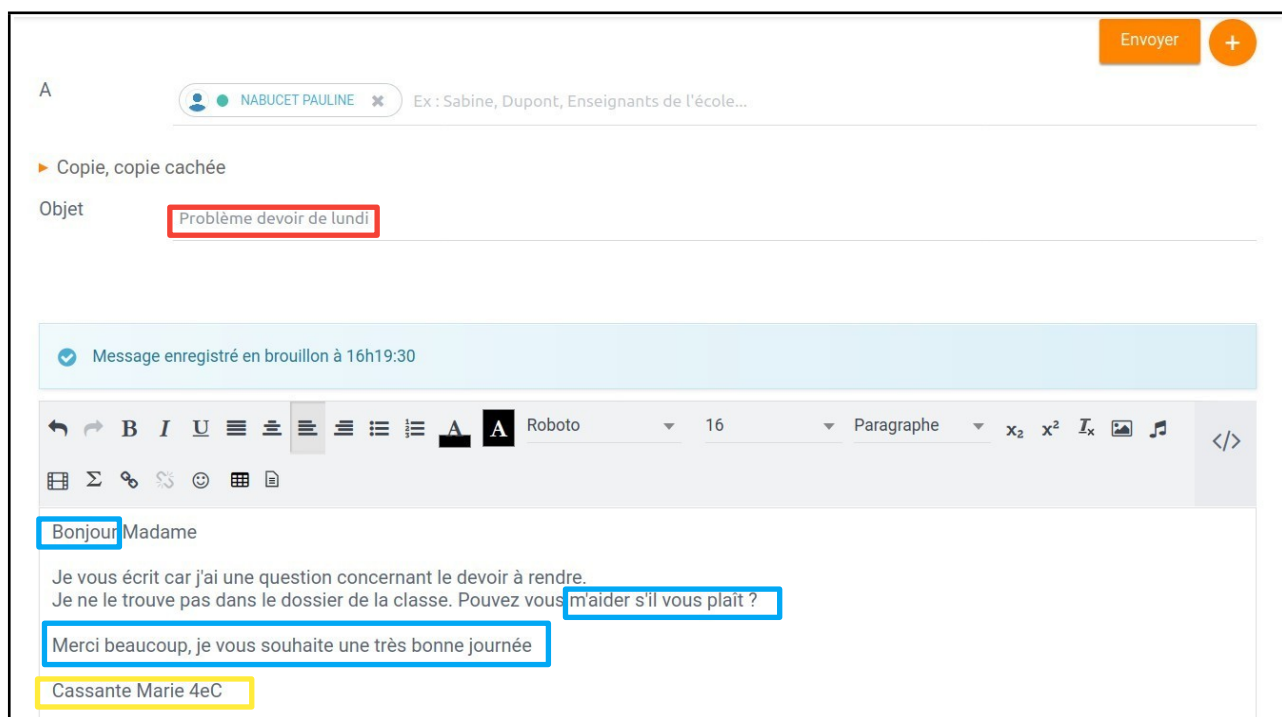 Envoyer +
A
NABUCET PAULINE ✖ Ex : Sabine, Dupont, Enseignants de l'école...
Copie, copie cachée
Objet
Problème devoir de lundi
Message enregistré en brouillon à 16h19:30
B I U A A Roboto 16 Paragraphe x₂ x² Iₓ </>
Σ
Bonjour Madame
Je vous écrit car j'ai une question concernant le devoir à rendre.
Je ne le trouve pas dans le dossier de la classe. Pouvez vous m'aider s'il vous plaît ?
Merci beaucoup, je vous souhaite une très bonne journée
Cassante Marie 4eC